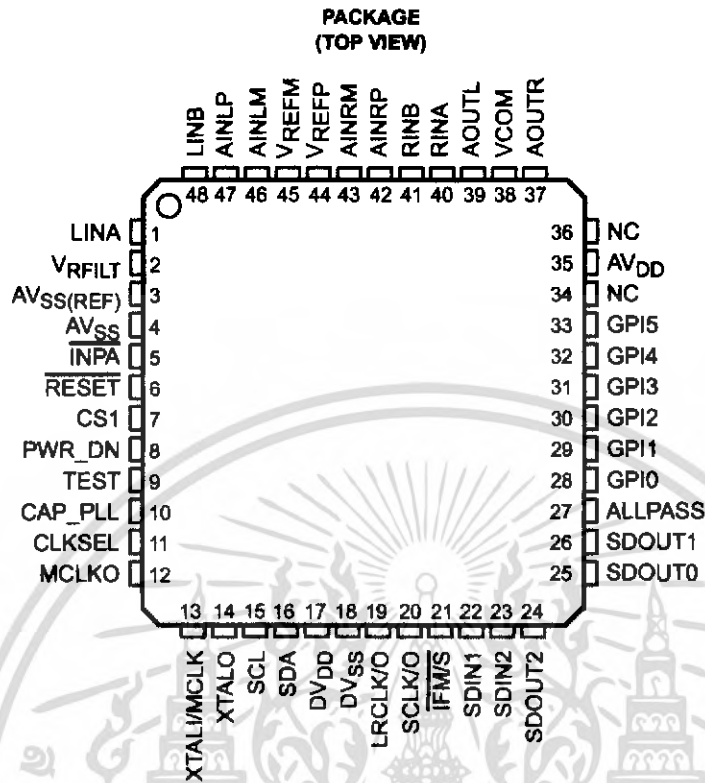 PACKAGE
(TOP VIEW)
LINB
AINLP
AINLM
VREFM
VREFP
AINRM
AINRP
RINB
RINA
AOUTL
VCOM
AOUTR
48 47 46 45 44 43 42 41 40 39 38 37
LINA 1
VRFILT 2
AVSS(REF) 3
AVSS 4
INPA 5
RESET 6
CS1 7
PWR_DN 8
TEST 9
CAP_PLL 10
CLKSEL 11
MCLKO 12
36 NC
35 AVDD
34 NC
33 GPI5
32 GPI4
31 GPI3
30 GPI2
29 GPI1
28 GPI0
27 ALLPASS
26 SDOUT1
25 SDOUT0
13 14 15 16 17 18 19 20 21 22 23 24
XTALI/MCLK
XTALO
SCL
SDA
DVDD
DVSS
LRCLK/O
SCLK/O
IFM/S
SDIN1
SDIN2
SDOUT2